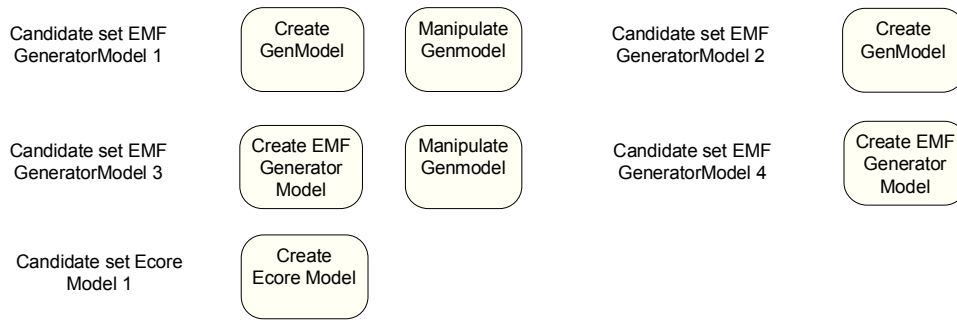 Candidate set EMF
GeneratorModel 1
Create
GenModel
Manipulate
Genmodel
Candidate set EMF
GeneratorModel 2
Create
GenModel
Candidate set EMF
GeneratorModel 3
Create EMF
Generator
Model
Manipulate
Genmodel
Candidate set EMF
GeneratorModel 4
Create EMF
Generator
Model
Candidate set Ecore
Model 1
Create
Ecore Model